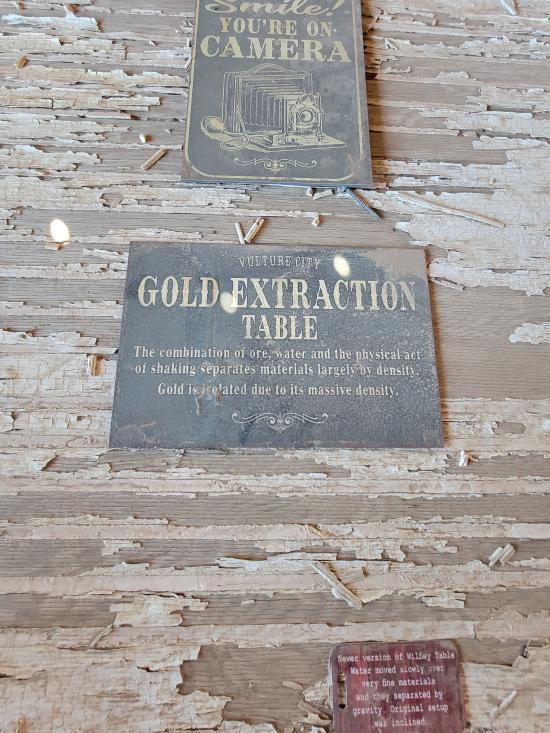 Smile!
YOU'RE ON
CAMERA
VULTURE CITY
GOLD EXTRACTION
TABLE
The combination of ore, water and the physical act
of shaking separates materials largely by density.
Gold is isolated due to its massive density.
Newer version of Wilfley Table
Water moved slowly over
very fine materials
and they separated by
gravity. Original setup
was inclined.